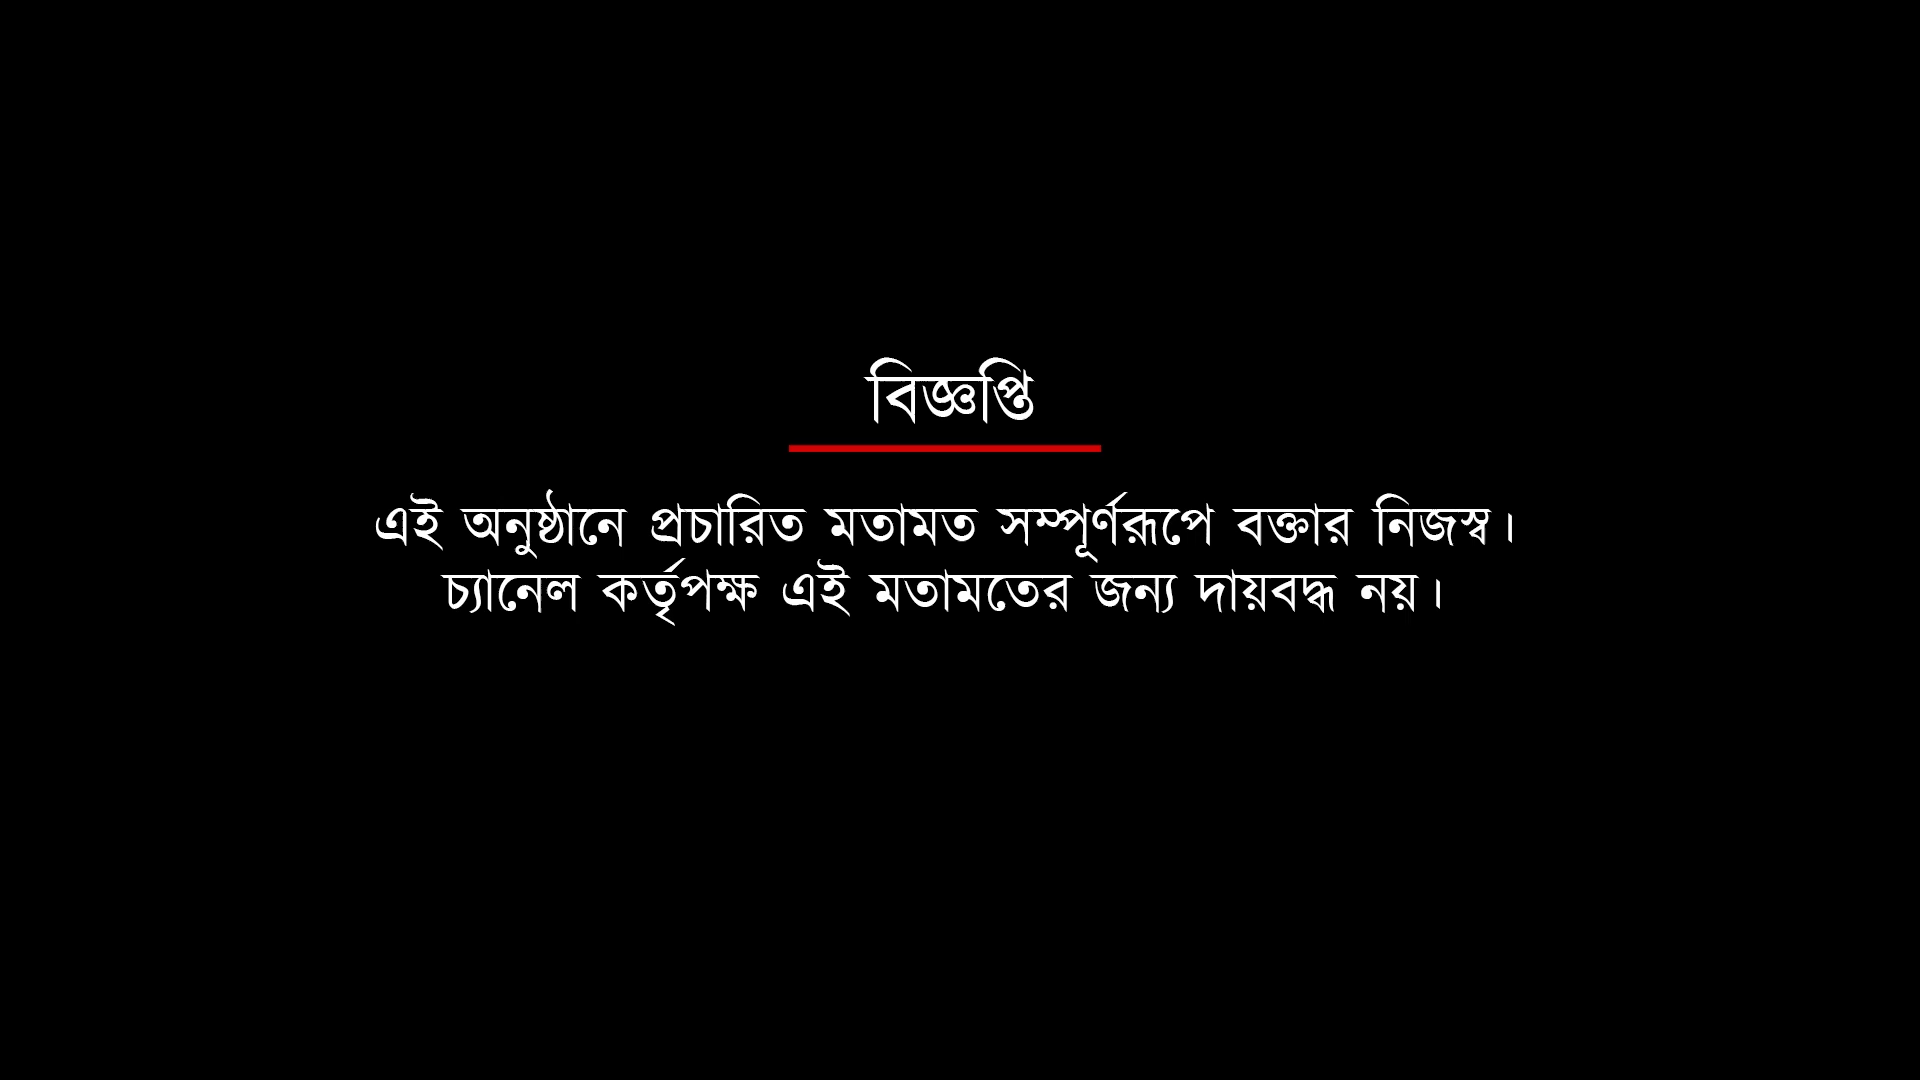 বিজ্ঞপ্তি
এই অনুষ্ঠানে প্রচারিত মতামত সম্পূর্ণরূপে বক্তার নিজস্ব।
চ্যানেল কর্তৃপক্ষ এই মতামতের জন্য দায়বদ্ধ নয়।